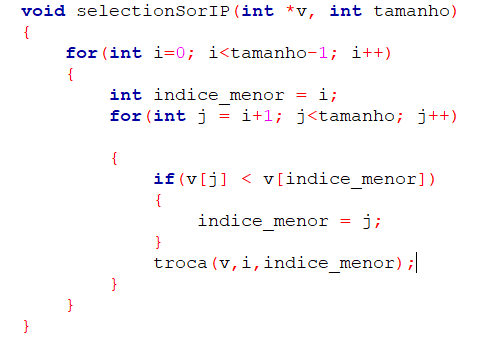 void selectionSorIP(int *v, int tamanho)
{
    for(int i=0; i<tamanho-1; i++)
    {
        int indice_menor = i;
        for(int j = i+1; j<tamanho; j++)

        {
            if(v[j] < v[indice_menor])
            {
                indice_menor = j;
            }
            troca(v,i,indice_menor);
        }
    }
}